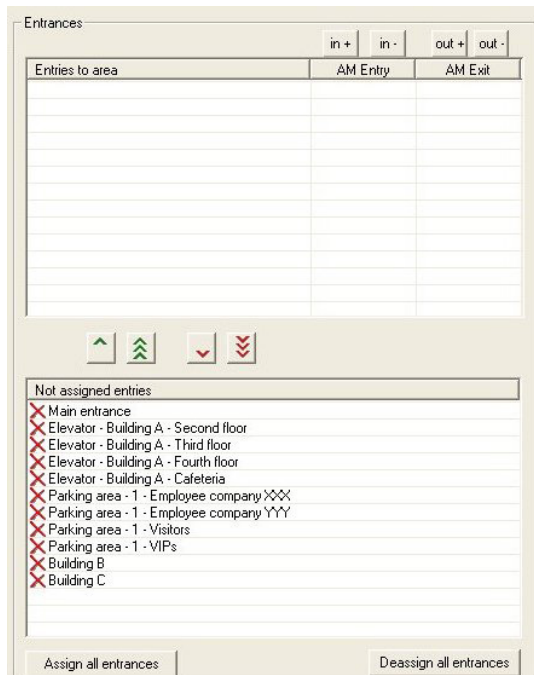 Entrances
in + in - out + out -
Entries to area AM Entry AM Exit
Not assigned entries
Main entrance
Elevator - Building A - Second floor
Elevator - Building A - Third floor
Elevator - Building A - Fourth floor
Elevator - Building A - Cafeteria
Parking area - 1 - Employee company XXX
Parking area - 1 - Employee company YYY
Parking area - 1 - Visitors
Parking area - 1 - VIPs
Building B
Building C
Assign all entrances Deassign all entrances